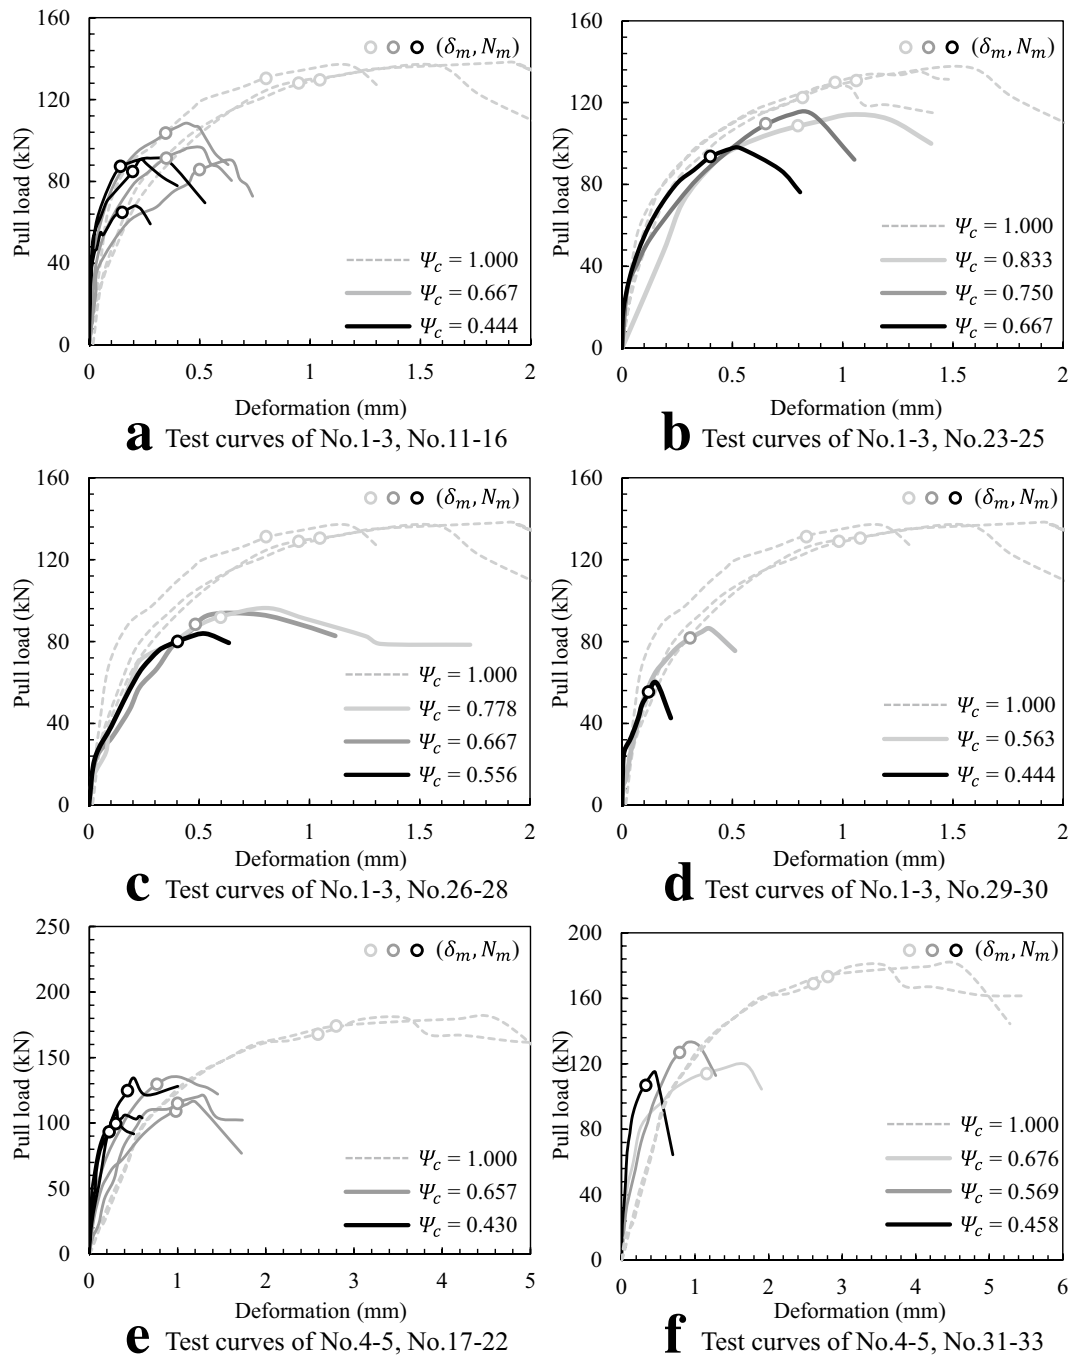 160
120
80
40
0
Pull load (kN)
(δm, Nm)
Ψc = 1.000
Ψc = 0.667
Ψc = 0.444
0 0.5 1 1.5 2
Deformation (mm)
a Test curves of No.1-3, No.11-16
160
120
80
40
0
Pull load (kN)
(δm, Nm)
Ψc = 1.000
Ψc = 0.833
Ψc = 0.750
Ψc = 0.667
0 0.5 1 1.5 2
Deformation (mm)
b Test curves of No.1-3, No.23-25
160
120
80
40
0
Pull load (kN)
(δm, Nm)
Ψc = 1.000
Ψc = 0.778
Ψc = 0.667
Ψc = 0.556
0 0.5 1 1.5 2
Deformation (mm)
c Test curves of No.1-3, No.26-28
160
120
80
40
0
Pull load (kN)
(δm, Nm)
Ψc = 1.000
Ψc = 0.563
Ψc = 0.444
0 0.5 1 1.5 2
Deformation (mm)
d Test curves of No.1-3, No.29-30
250
200
150
100
50
0
Pull load (kN)
(δm, Nm)
Ψc = 1.000
Ψc = 0.657
Ψc = 0.430
0 1 2 3 4 5
Deformation (mm)
e Test curves of No.4-5, No.17-22
200
160
120
80
40
0
Pull load (kN)
(δm, Nm)
Ψc = 1.000
Ψc = 0.676
Ψc = 0.569
Ψc = 0.458
0 1 2 3 4 5 6
Deformation (mm)
f Test curves of No.4-5, No.31-33